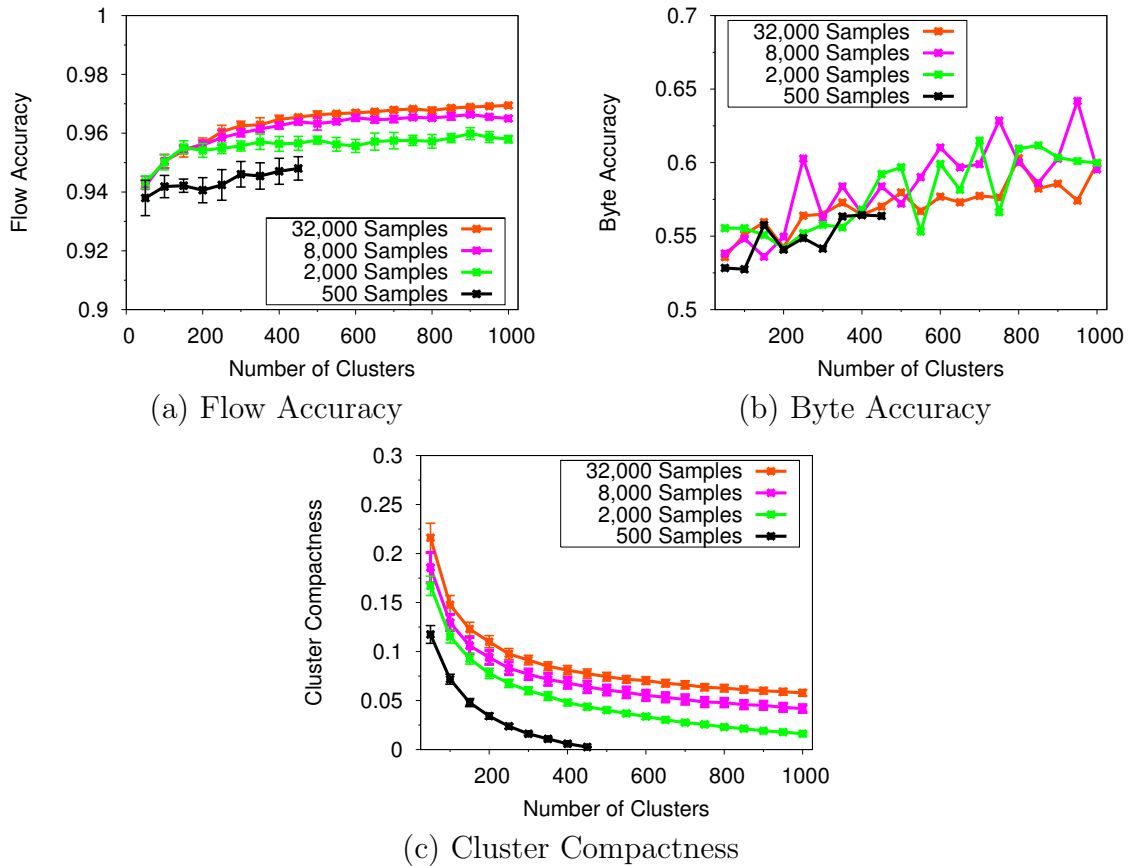 1
0.98
0.96
0.94
0.92
0.9
0 200 400 600 800 1000
Flow Accuracy
Number of Clusters
32,000 Samples
8,000 Samples
2,000 Samples
500 Samples
(a) Flow Accuracy
0.7
0.65
0.6
0.55
0.5
200 400 600 800 1000
Byte Accuracy
Number of Clusters
32,000 Samples
8,000 Samples
2,000 Samples
500 Samples
(b) Byte Accuracy
0.3
0.25
0.2
0.15
0.1
0.05
0
200 400 600 800 1000
Cluster Compactness
Number of Clusters
32,000 Samples
8,000 Samples
2,000 Samples
500 Samples
(c) Cluster Compactness